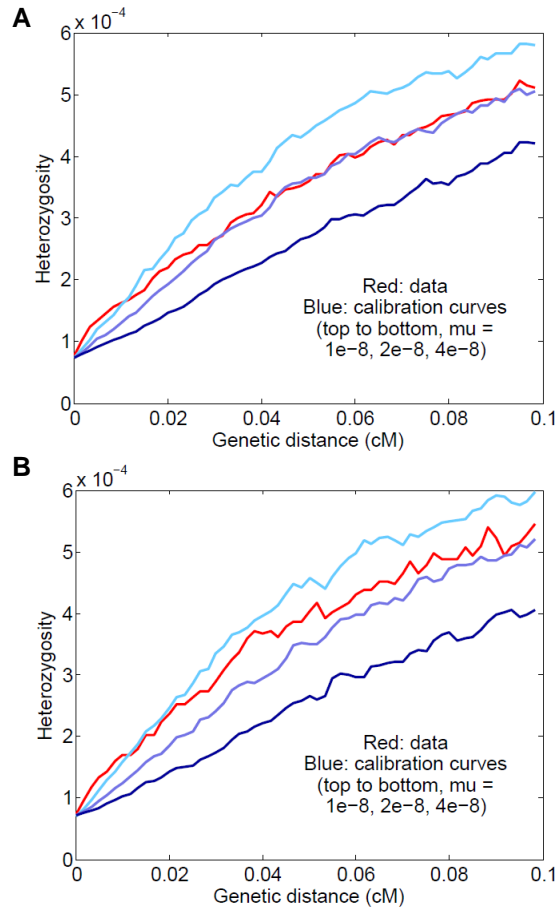 A
6 × 10⁻⁴
5
4
3
2
1
0
Heterozygosity
Red: data
Blue: calibration curves
(top to bottom, mu =
1e−8, 2e−8, 4e−8)
0 0.02 0.04 0.06 0.08 0.1
Genetic distance (cM)
B
6 × 10⁻⁴
5
4
3
2
1
0
Heterozygosity
Red: data
Blue: calibration curves
(top to bottom, mu =
1e−8, 2e−8, 4e−8)
0 0.02 0.04 0.06 0.08 0.1
Genetic distance (cM)